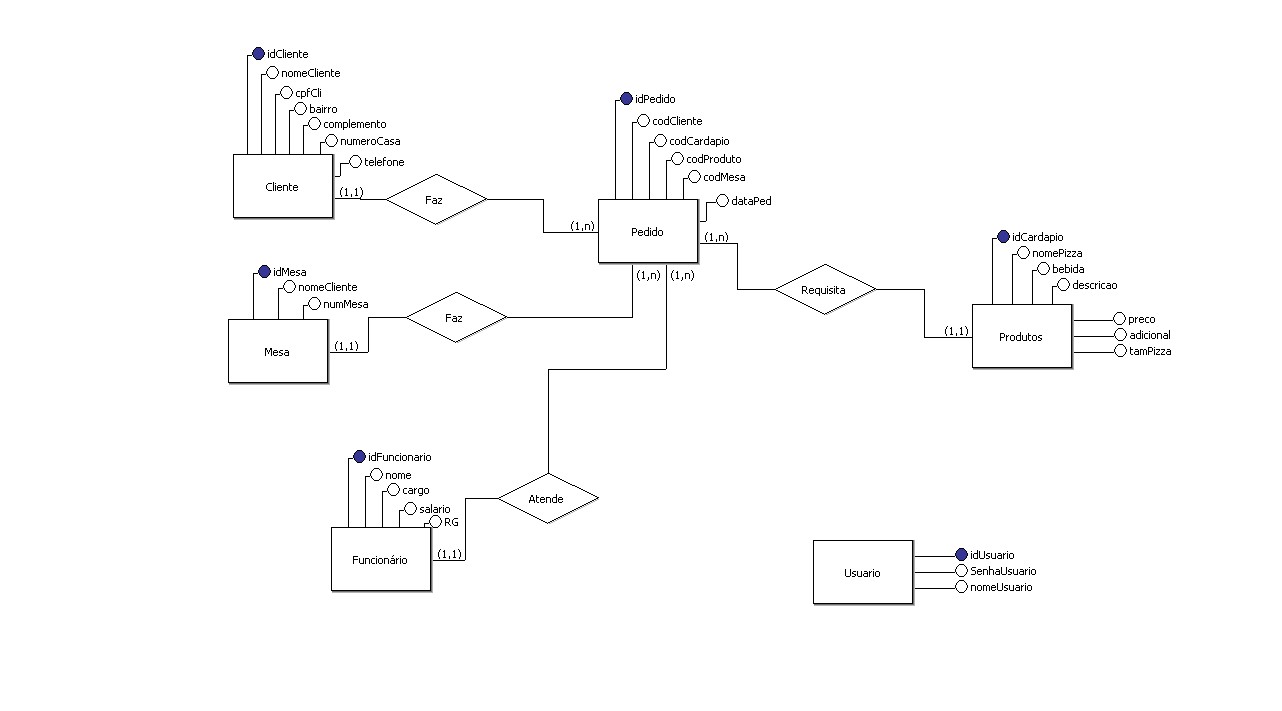 idCliente
nomeCliente
cpfCli
bairro
complemento
numeroCasa
telefone
Cliente
(1,1)
Faz
(1,n)
idPedido
codCliente
codCardapio
codProduto
codMesa
dataPed
Pedido
(1,n)
(1,n)
(1,n)
idMesa
nomeCliente
numMesa
Mesa
(1,1)
Faz
Requisita
idCardapio
nomePizza
bebida
descricao
preco
adicional
tamPizza
(1,1)
Produtos
idFuncionario
nome
cargo
salario
RG
Funcionário
(1,1)
Atende
Usuario
idUsuario
SenhaUsuario
nomeUsuario